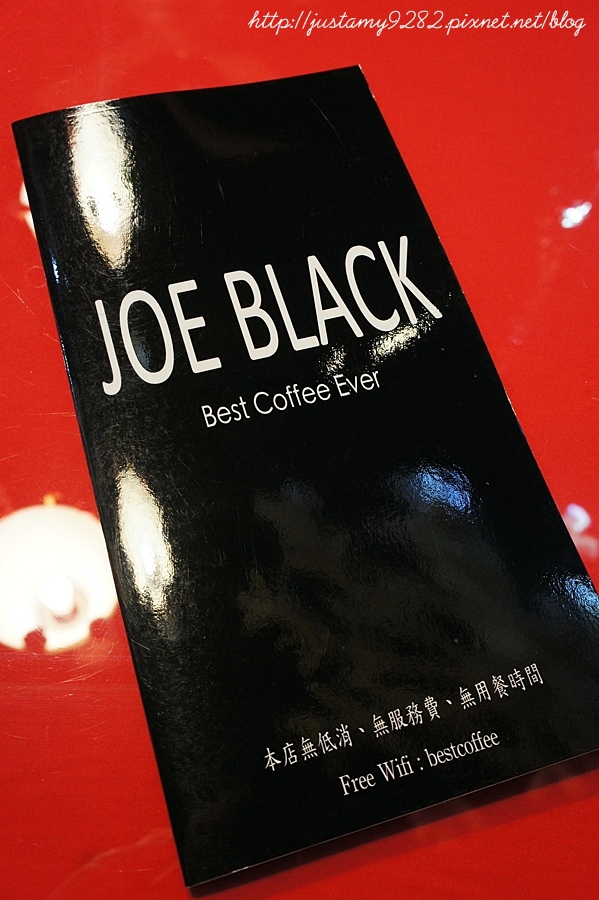 http://justamy9282.pixnet.net/blog
JOE BLACK
Best Coffee Ever
本店無低消、無服務費、無用餐時間
Free Wifi : bestcoffee